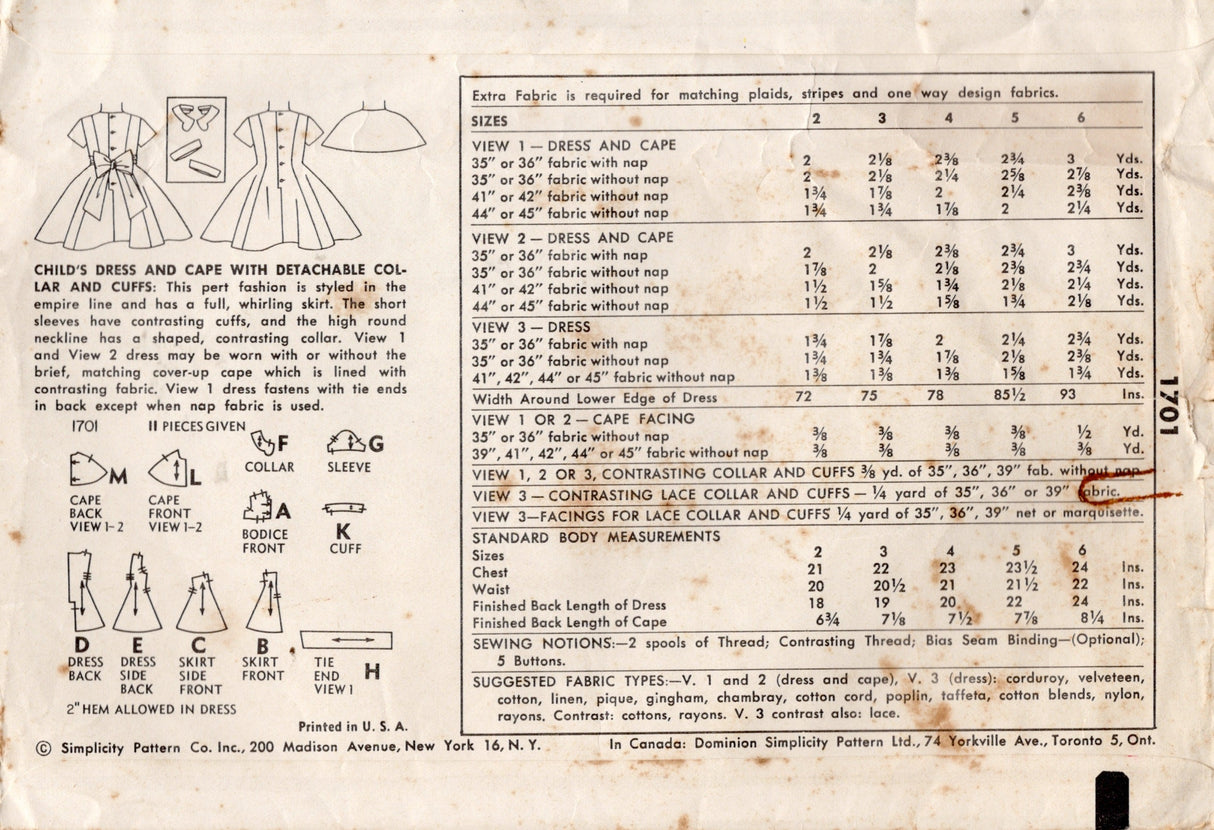 CHILD'S DRESS AND CAPE WITH DETACHABLE COL-
LAR AND CUFFS: This pert fashion is styled in the
empire line and has a full, whirling skirt. The short
sleeves have contrasting cuffs, and the high round
neckline has a shaped, contrasting collar. View 1
and View 2 dress may be worn with or without the
brief, matching cover-up cape which is lined with
contrasting fabric. View 1 dress fastens with tie ends
in back except when nap fabric is used.
1701 11 PIECES GIVEN
F
COLLAR
G
SLEEVE
M
CAPE
BACK
VIEW 1-2
L
CAPE
FRONT
VIEW 1-2
A
BODICE
FRONT
K
CUFF
D
DRESS
BACK
E
DRESS
SIDE
BACK
C
SKIRT
SIDE
FRONT
B
SKIRT
FRONT
TIE
END
VIEW 1
H
2" HEM ALLOWED IN DRESS
Printed in U. S. A.
Extra Fabric is required for matching plaids, stripes and one way design fabrics.
SIZES 2 3 4 5 6
VIEW 1 — DRESS AND CAPE
35" or 36" fabric with nap 2 2⅛ 2⅜ 2¾ 3 Yds.
35" or 36" fabric without nap 2 2⅛ 2¼ 2⅝ 2⅞ Yds.
41" or 42" fabric without nap 1¾ 1⅞ 2 2¼ 2⅜ Yds.
44" or 45" fabric without nap 1¾ 1¾ 1⅞ 2 2¼ Yds.
VIEW 2 — DRESS AND CAPE
35" or 36" fabric with nap 2 2⅛ 2⅜ 2¾ 3 Yds.
35" or 36" fabric without nap 1⅞ 2 2⅛ 2⅜ 2¾ Yds.
41" or 42" fabric without nap 1½ 1⅝ 1¾ 2⅛ 2¼ Yds.
44" or 45" fabric without nap 1½ 1½ 1⅝ 1¾ 2⅛ Yds.
VIEW 3 — DRESS
35" or 36" fabric with nap 1¾ 1⅞ 2 2¼ 2¾ Yds.
35" or 36" fabric without nap 1¾ 1¾ 1⅞ 2⅛ 2⅜ Yds.
41", 42", 44" or 45" fabric without nap 1⅜ 1⅜ 1⅜ 1⅝ 1¾ Yds.
Width Around Lower Edge of Dress 72 75 78 85½ 93 Ins.
VIEW 1 OR 2 — CAPE FACING
35" or 36" fabric without nap ⅜ ⅜ ⅜ ⅜ ½ Yd.
39", 41", 42", 44" or 45" fabric without nap ⅜ ⅜ ⅜ ⅜ ⅜ Yd.
VIEW 1, 2 OR 3, CONTRASTING COLLAR AND CUFFS ⅜ yd. of 35", 36", 39" fab. without nap
VIEW 3 — CONTRASTING LACE COLLAR AND CUFFS — ¼ yard of 35", 36" or 39" fabric.
VIEW 3—FACINGS FOR LACE COLLAR AND CUFFS ¼ yard of 35", 36", 39" net or marquisette.
STANDARD BODY MEASUREMENTS
Sizes 2 3 4 5 6
Chest 21 22 23 23½ 24 Ins.
Waist 20 20½ 21 21½ 22 Ins.
Finished Back Length of Dress 18 19 20 22 24 Ins.
Finished Back Length of Cape 6¾ 7⅛ 7½ 7⅞ 8¼ Ins.
SEWING NOTIONS:—2 spools of Thread; Contrasting Thread; Bias Seam Binding—(Optional);
5 Buttons.
SUGGESTED FABRIC TYPES:—V. 1 and 2 (dress and cape), V. 3 (dress): corduroy, velveteen,
cotton, linen, pique, gingham, chambray, cotton cord, poplin, taffeta, cotton blends, nylon,
rayons. Contrast: cottons, rayons. V. 3 contrast also: lace.
1701
© Simplicity Pattern Co. Inc., 200 Madison Avenue, New York 16, N. Y. In Canada: Dominion Simplicity Pattern Ltd., 74 Yorkville Ave., Toronto 5, Ont.